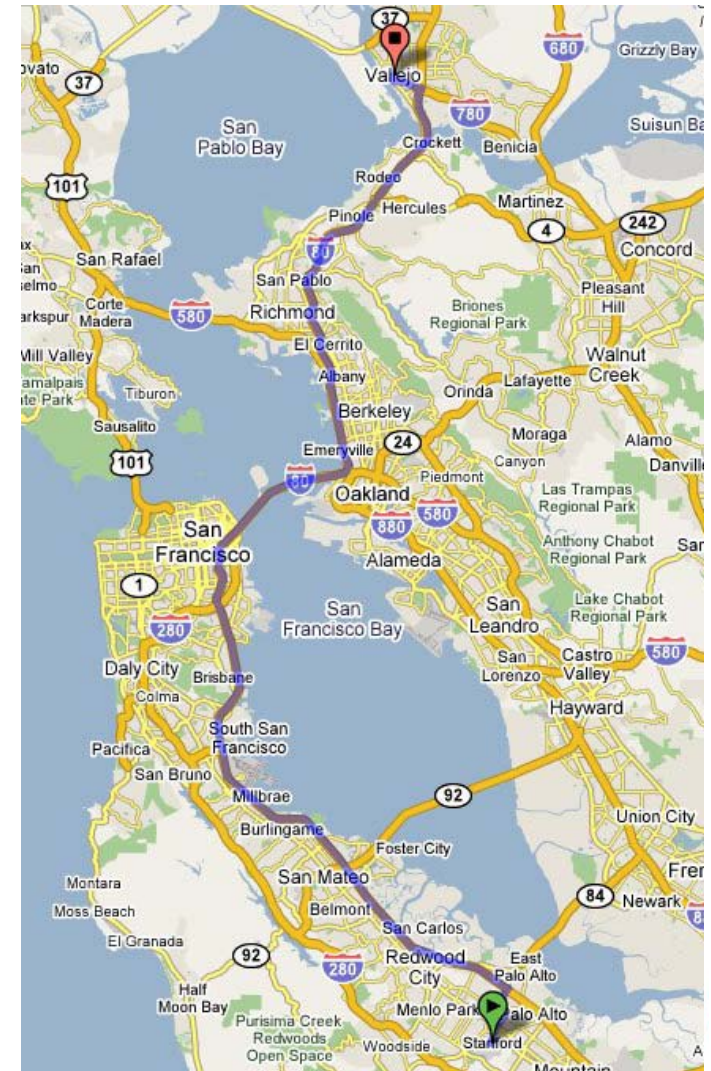 37
680
Grizzly Bay
ovato
37
Vallejo
San
Pablo Bay
780
Suisun Ba
Crockett
Benicia
Rodeo
101
Hercules
Martinez
Pinole
4
242
80
Concord
San Rafael
San Pablo
Pleasant
Hill
San
selmo
Corte
Madera
580
Richmond
Briones
Regional Park
arkspur
El Cerrito
Walnut
Creek
Mill Valley
Albany
Lafayette
amalpais
te Park
Tiburon
Orinda
Berkeley
Sausalito
24
Moraga
Alamo
Emeryville
Canyon
101
80
Piedmont
Danville
Oakland
Las Trampas
Regional Park
880
580
San
Francisco
Anthony Chabot
Regional Park
Alameda
1
San
Francisco Bay
San
Leandro
Lake Chabot
Regional Park
280
Daly City
Brisbane
San
Lorenzo
Castro
Valley
580
Colma
Hayward
South San
Francisco
Pacifica
San Bruno
Millbrae
92
Union City
Burlingame
Foster City
San Mateo
Montara
84
Newark
Belmont
Moss Beach
San Carlos
El Granada
Redwood
City
East
Palo Alto
92
280
Half
Moon Bay
Menlo Park
Palo Alto
Purisima Creek
Redwoods
Open Space
Woodside
Stanford
Mountain